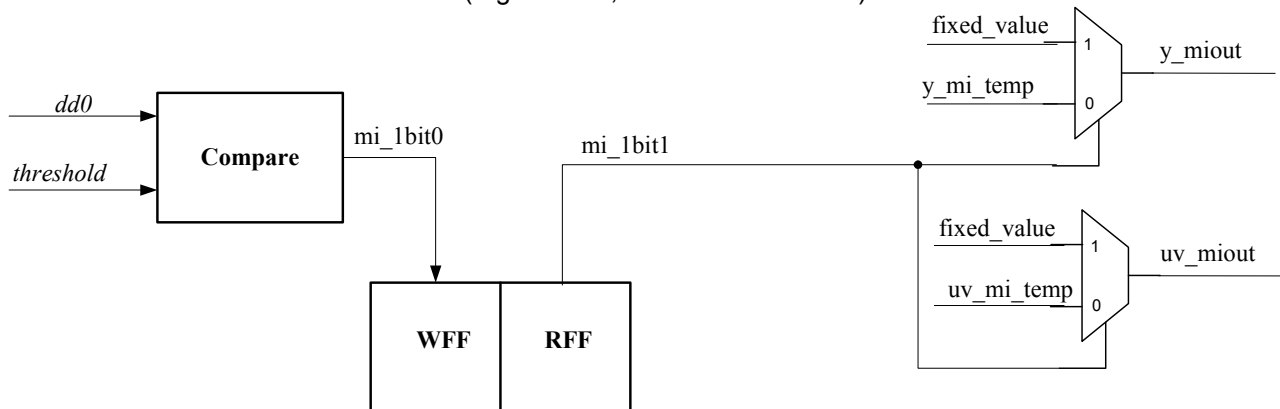 fixed_value
1
y_miout
y_mi_temp
0
dd0
Compare
mi_1bit0
mi_1bit1
threshold
fixed_value
1
uv_miout
uv_mi_temp
0
WFF
RFF